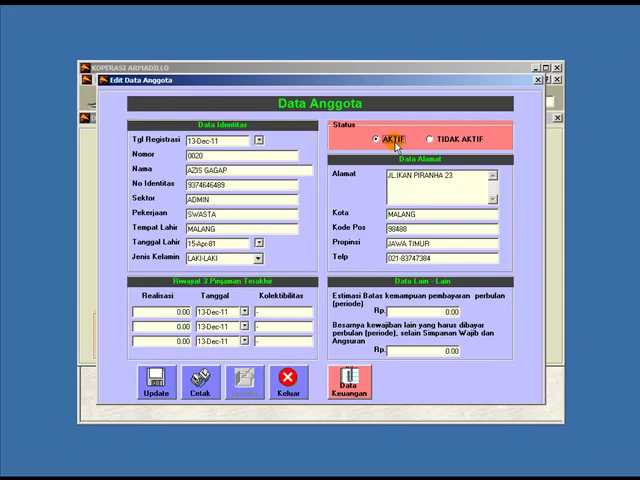 KOPERASI ARMADILLO
Edit Data Anggota
Data Anggota
Data Identitas
Tgl Registrasi 13-Dec-11
Nomor 0020
Nama AZIS GAGAP
No Identitas 9374646489
Sektor ADMIN
Pekerjaan SWASTA
Tempat Lahir MALANG
Tanggal Lahir 15-Apr-81
Jenis Kelamin LAKI-LAKI
Status
AKTIF TIDAK AKTIF
Data Alamat
Alamat JL.IKAN PIRANHA 23
Kota MALANG
Kode Pos 98488
Propinsi JAWA TIMUR
Telp 021-83747384
Riwayat 3 Pinjaman Terakhir
Realisasi Tanggal Kolektibilitas
0.00 13-Dec-11 -
0.00 13-Dec-11 -
0.00 13-Dec-11 -
Data Lain - Lain
Estimasi Batas kemampuan pembayaran perbulan
(periode)
Rp. 0.00
Besarnya kewajiban lain yang harus dibayar
perbulan (periode), selain Simpanan Wajib dan
Angsuran
Rp. 0.00
Update
Cetak
Keluar
Data
Keuangan